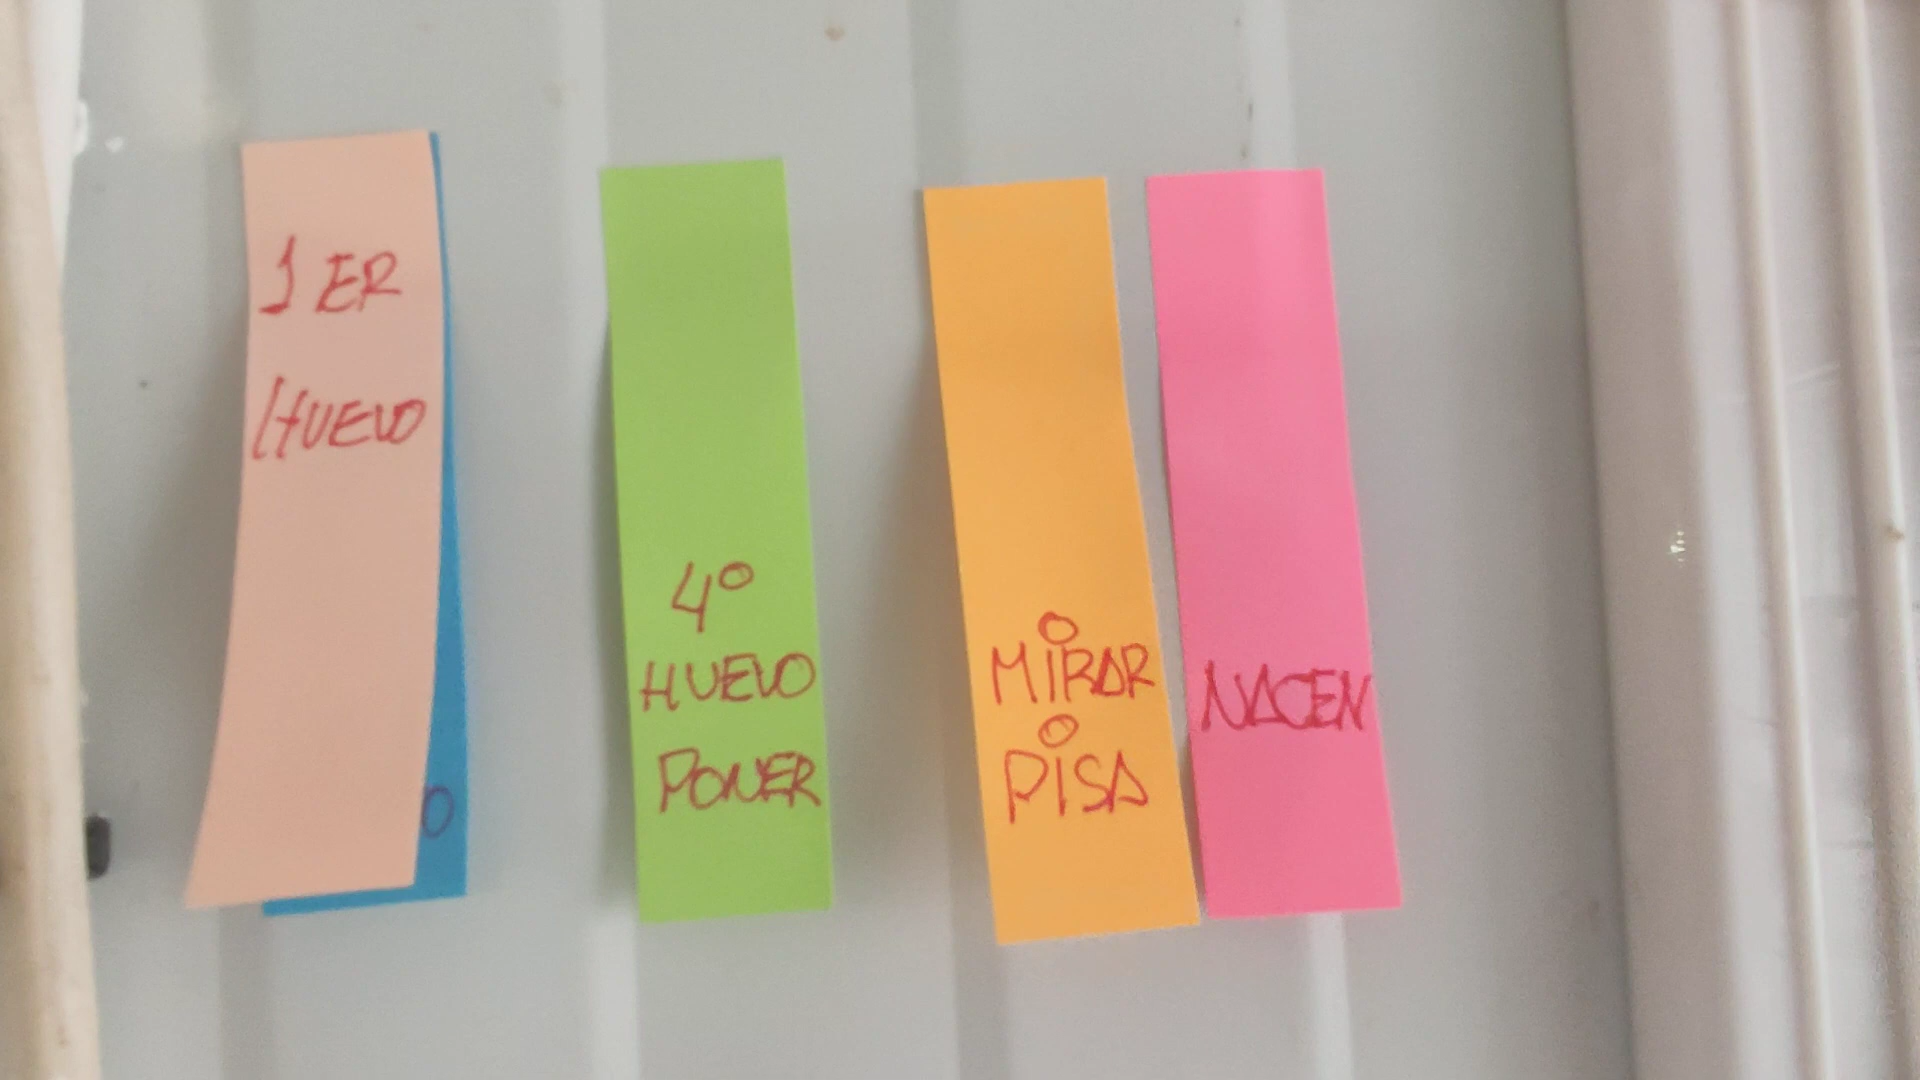 1 ER
HUEVO
O
4º
HUEVO
PONER
MIRAR
PISA
NACEN